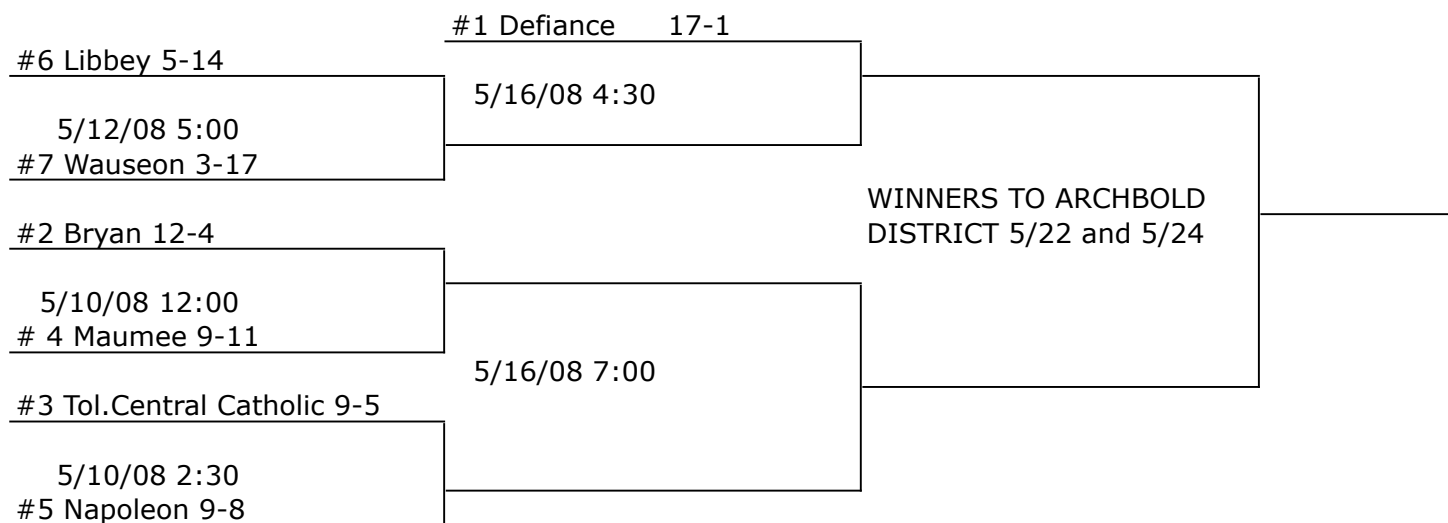 #1 Defiance 17-1
#6 Libbey 5-14
5/16/08 4:30
5/12/08 5:00
#7 Wauseon 3-17
WINNERS TO ARCHBOLD
DISTRICT 5/22 and 5/24
#2 Bryan 12-4
5/10/08 12:00
# 4 Maumee 9-11
5/16/08 7:00
#3 Tol.Central Catholic 9-5
5/10/08 2:30
#5 Napoleon 9-8